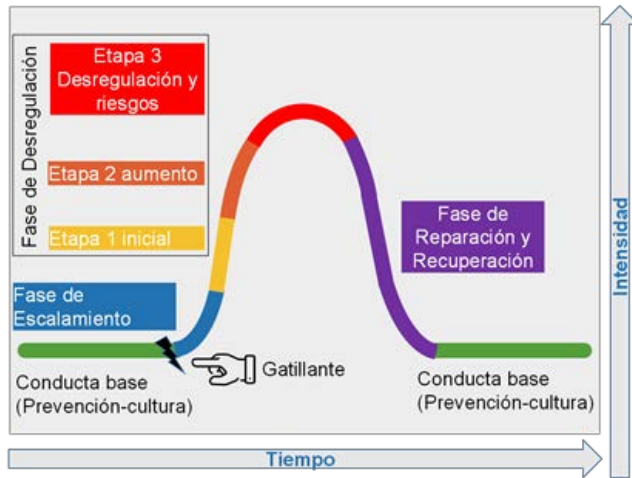 Fase de Desregulación
Etapa 3
Desregulación y
riesgos
Etapa 2 aumento
Etapa 1 inicial
Fase de
Escalamiento
Fase de
Reparación y
Recuperación
Gatillante
Conducta base
(Prevención-cultura)
Conducta base
(Prevención-cultura)
Intensidad
Tiempo